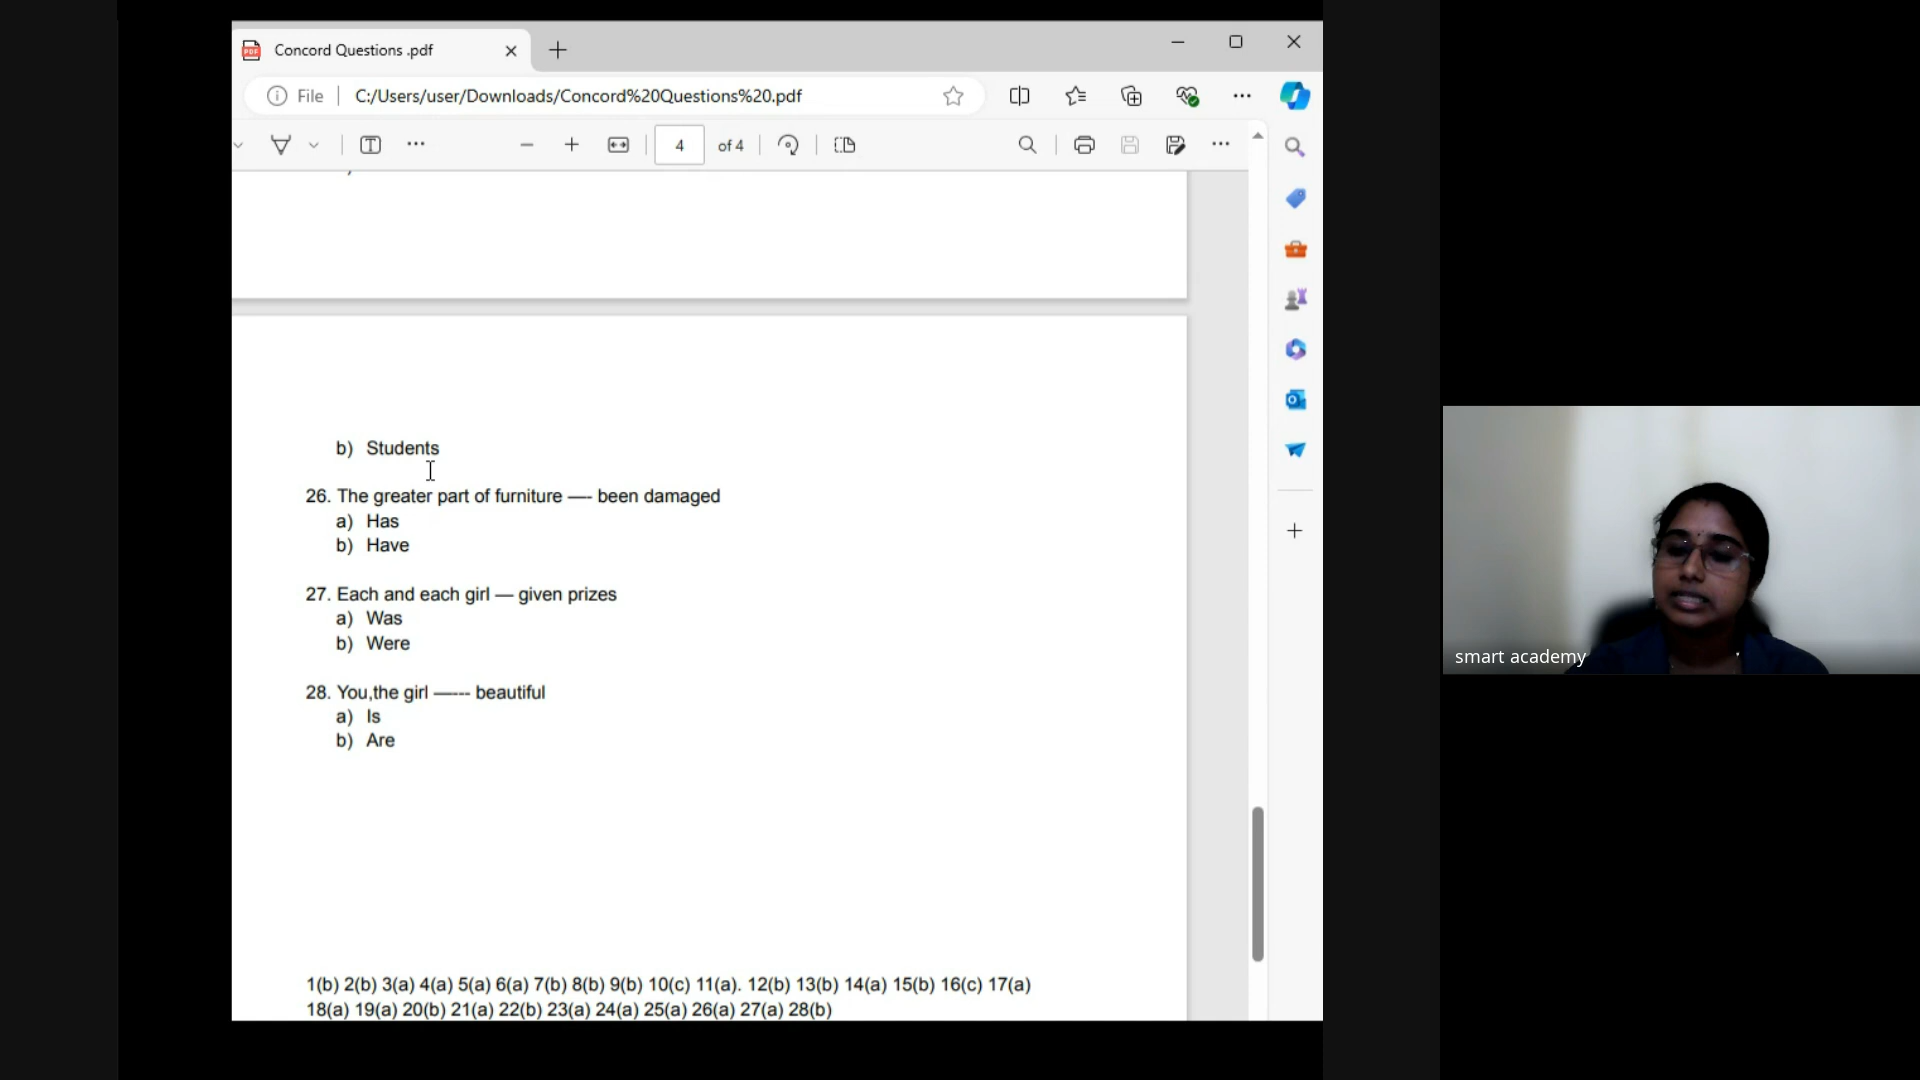 Concord Questions .pdf
File
C:/Users/user/Downloads/Concord%20Questions%20.pdf
4 of 4
b) Students
26. The greater part of furniture —- been damaged
a) Has
b) Have
27. Each and each girl — given prizes
a) Was
b) Were
28. You,the girl —--- beautiful
a) Is
b) Are
1(b) 2(b) 3(a) 4(a) 5(a) 6(a) 7(b) 8(b) 9(b) 10(c) 11(a). 12(b) 13(b) 14(a) 15(b) 16(c) 17(a)
18(a) 19(a) 20(b) 21(a) 22(b) 23(a) 24(a) 25(a) 26(a) 27(a) 28(b)
smart academy